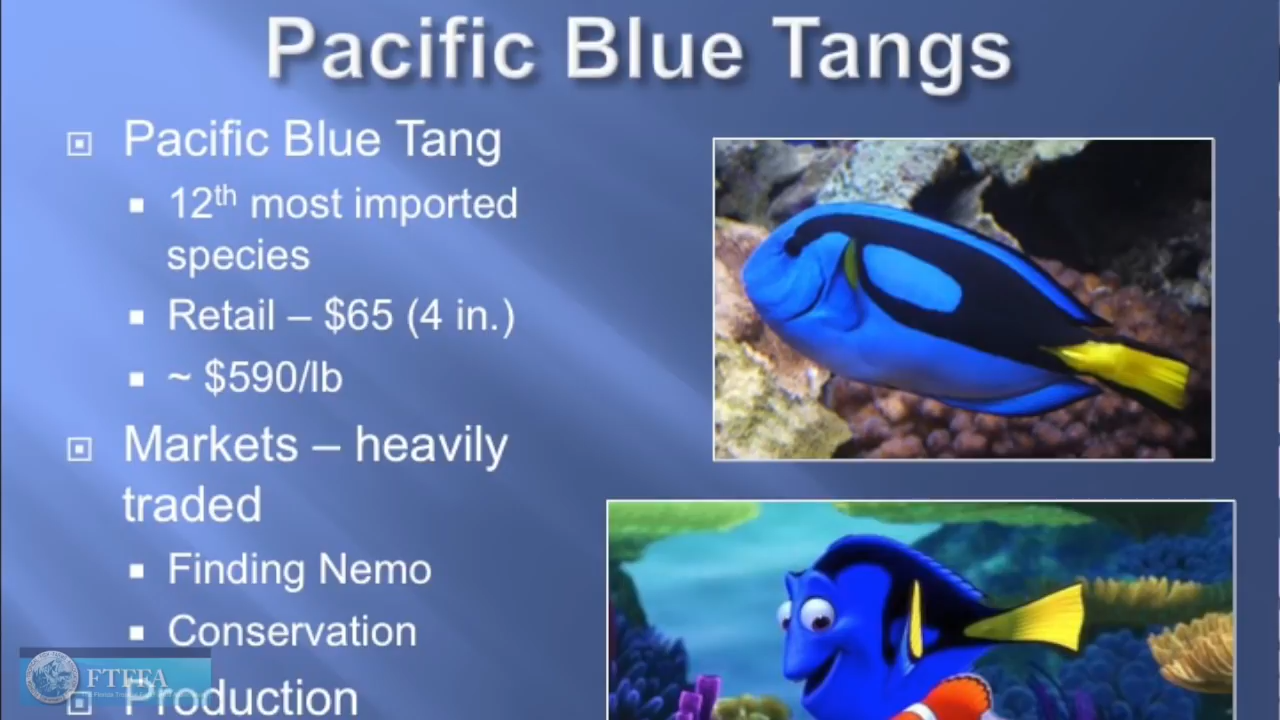 Pacific Blue Tangs
Pacific Blue Tang
12th most imported
species
Retail – $65 (4 in.)
~ $590/lb
Markets – heavily
traded
Finding Nemo
Conservation
FTFFA
Production